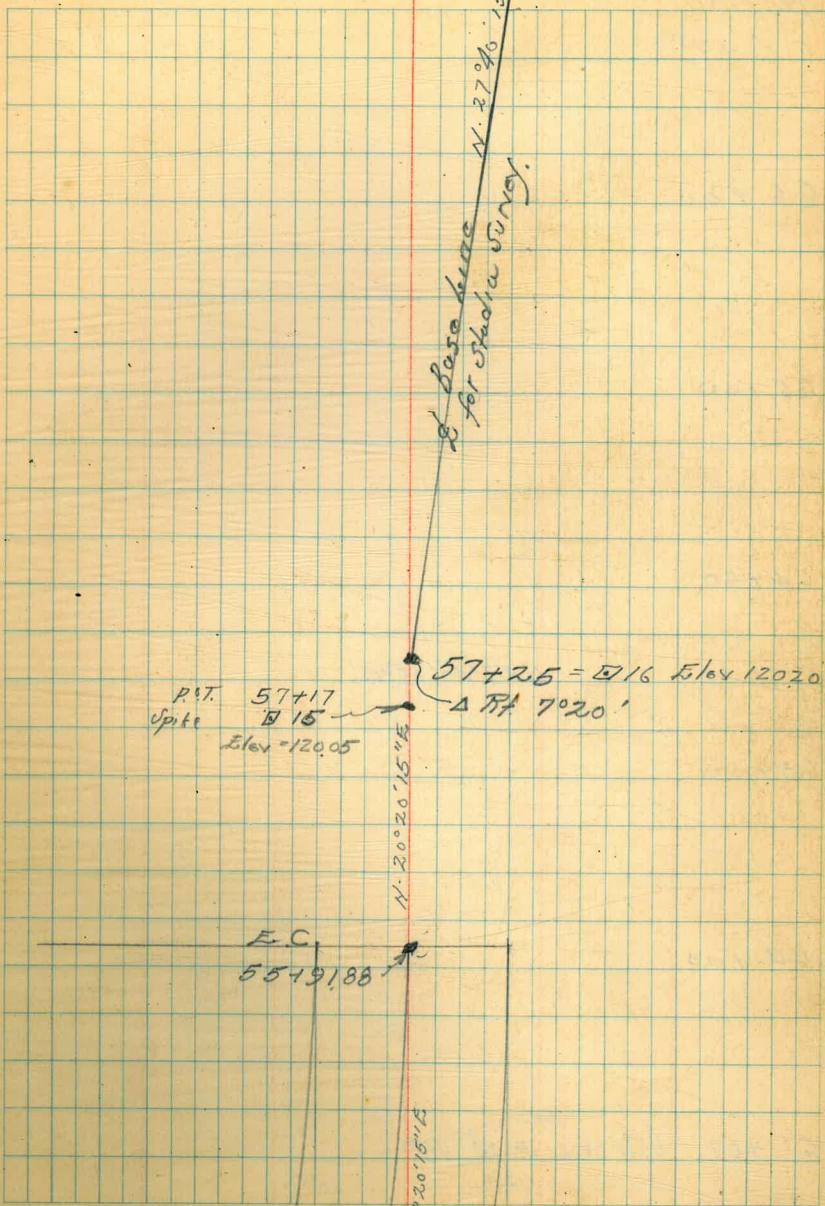 N. 27°40'15
℄ Base Line
for Stadia Survey.
57+25 = ⊡16 Elev 120.20
Δ Rt 7°20'
P.O.T. 57+17
Spike ⊡ 15
Elev = 120.05
N. 20°20'15"E
E.C.
55+91.88
°20'15"E